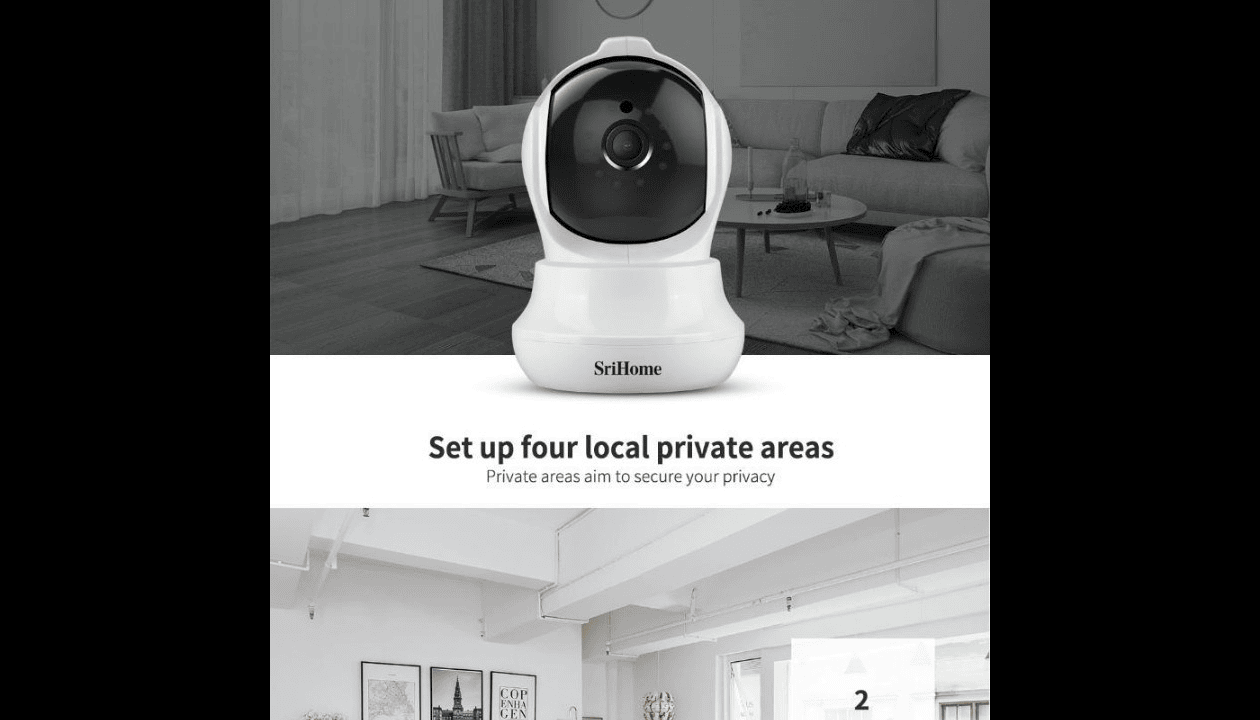 SriHome
Set up four local private areas
Private areas aim to secure your privacy
COP
ENHA
GEN
2